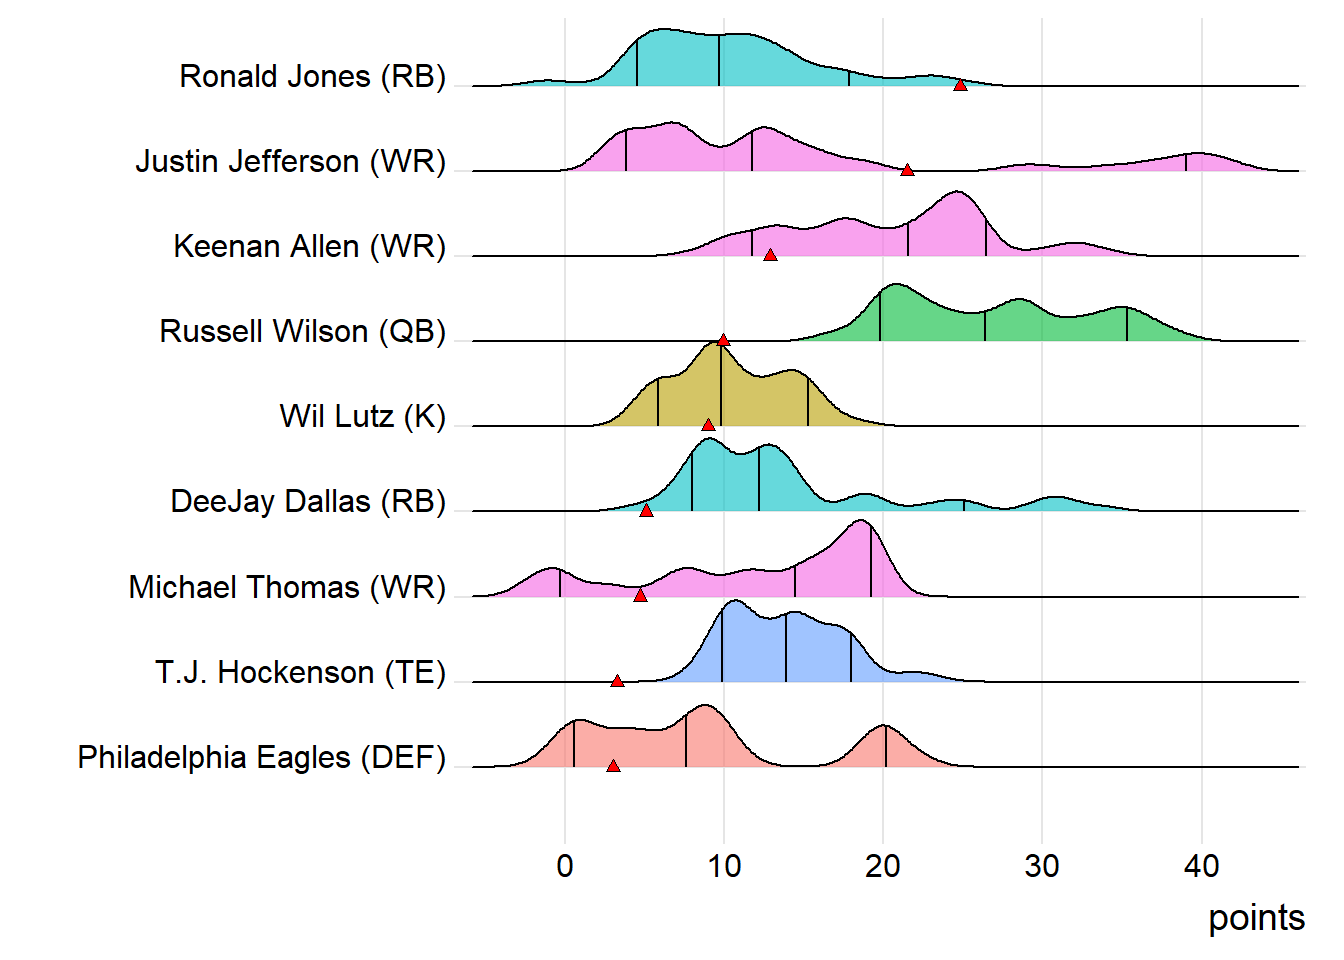 Ronald Jones (RB)
Justin Jefferson (WR)
Keenan Allen (WR)
Russell Wilson (QB)
Wil Lutz (K)
DeeJay Dallas (RB)
Michael Thomas (WR)
T.J. Hockenson (TE)
Philadelphia Eagles (DEF)
0 10 20 30 40
points